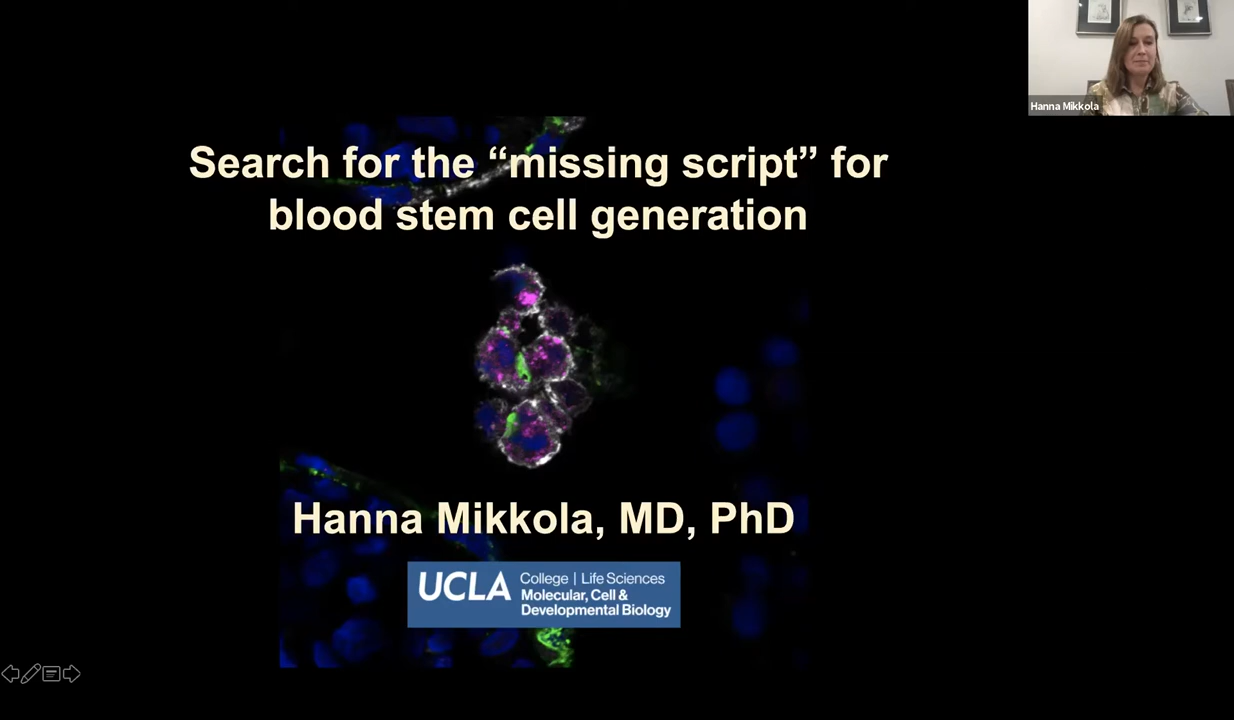 Hanna Mikkola
Search for the “missing script” for
blood stem cell generation
Hanna Mikkola, MD, PhD
UCLA
College | Life Sciences
Molecular, Cell &
Developmental Biology